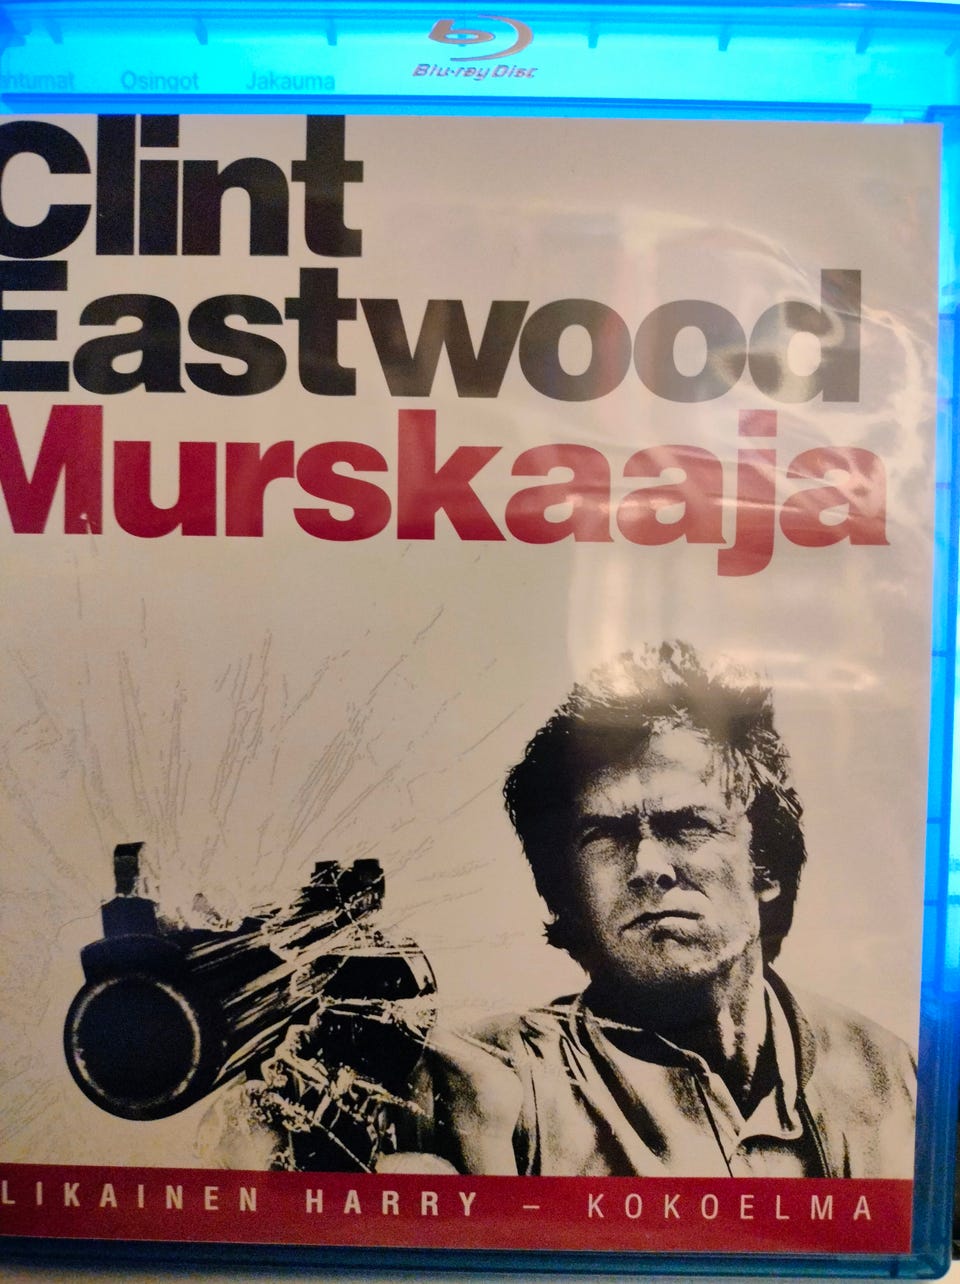 Blu-ray Disc
Osingot Jakauma
Clint
Eastwood
Murskaaja
LIKAINEN HARRY – KOKOELMA